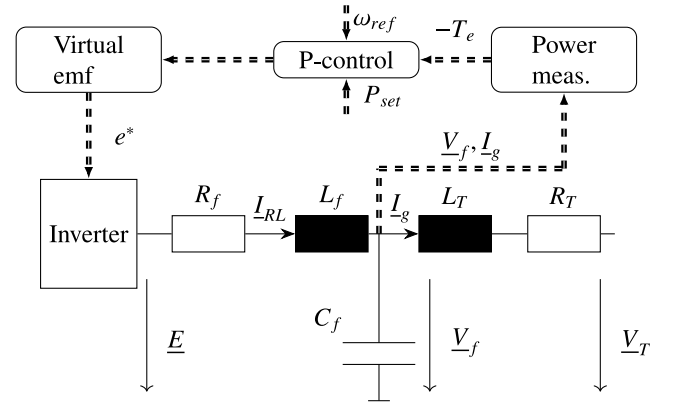 ω_ref
Virtual
emf
P-control
−T_e
Power
meas.
P_set
e*
V_f, I_g
Inverter
R_f
I_RL
L_f
I_g
L_T
R_T
C_f
E
V_f
V_T